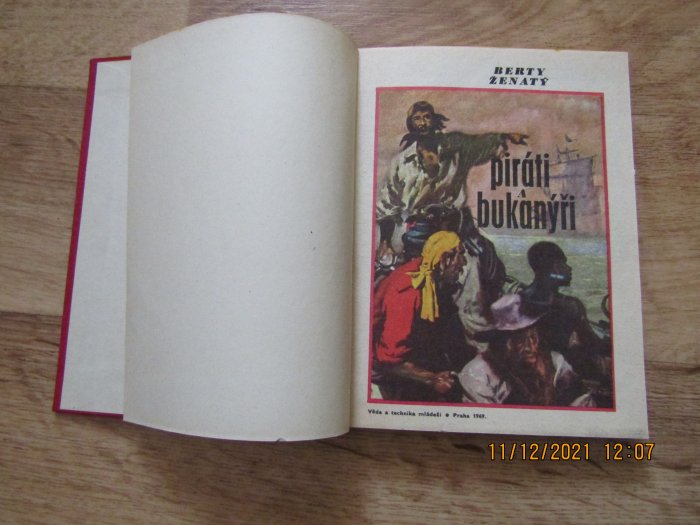 BERTY
ŽENATÝ
piráti
A
bukanýři
Věda a technika mládeži • Praha 1969.
11/12/2021 12:07